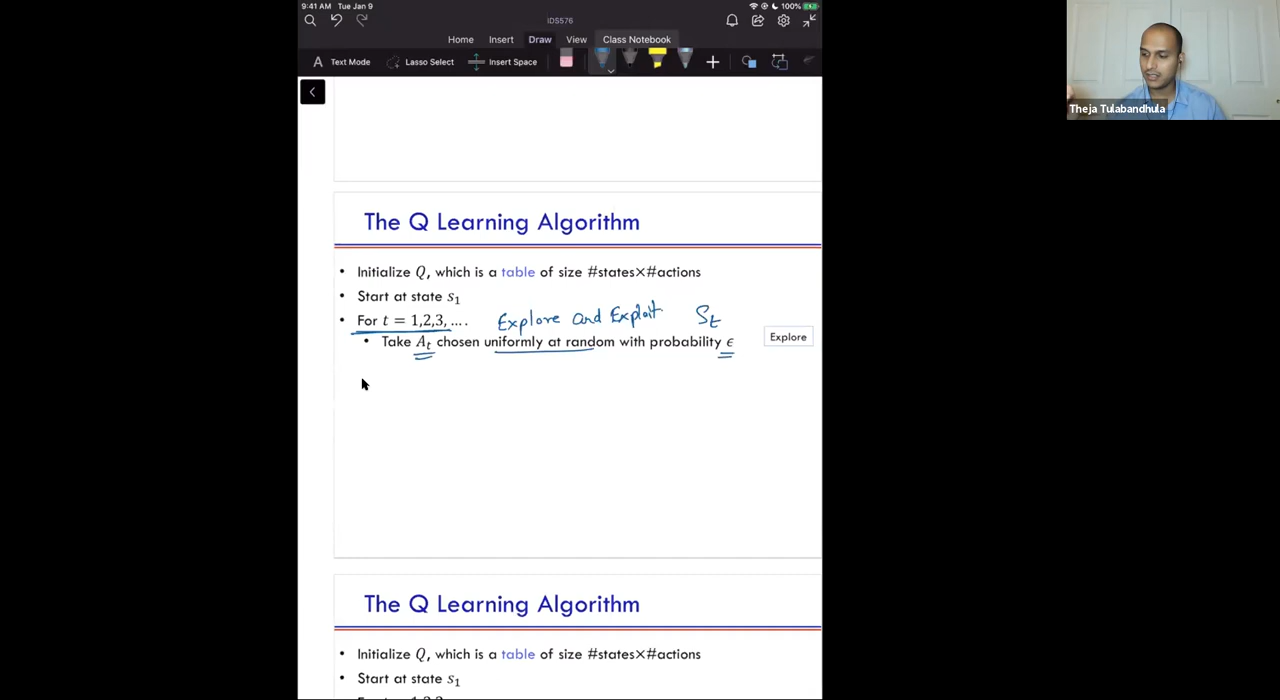 9:41 AM Tue Jan 9
100%
IDS576
Home Insert Draw View Class Notebook
A Text Mode Lasso Select Insert Space
Theja Tulabandhula
The Q Learning Algorithm
• Initialize Q, which is a table of size #states×#actions
• Start at state s₁
• For t = 1,2,3, .... Explore and Exploit St
• Take Aₜ chosen uniformly at random with probability ϵ
Explore
The Q Learning Algorithm
• Initialize Q, which is a table of size #states×#actions
• Start at state s₁